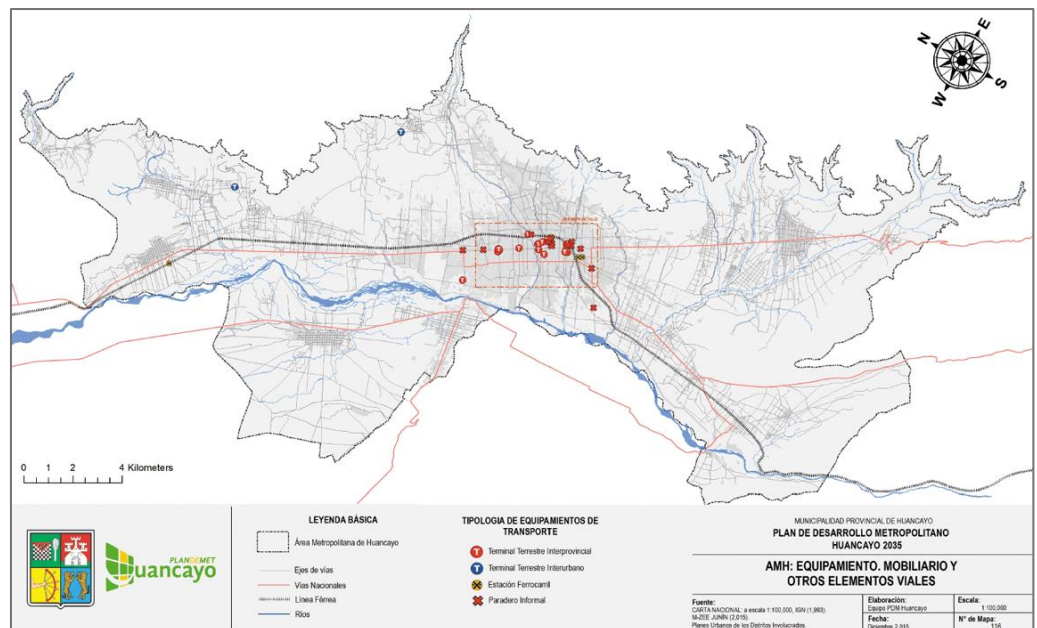 N
E
S
W
0 1 2 4 Kilometers
PLANDEMET
Huancayo
LEYENDA BÁSICA
Área Metropolitana de Huancayo
Ejes de vías
Vías Nacionales
Línea Férrea
Ríos
TIPOLOGIA DE EQUIPAMIENTOS DE
TRANSPORTE
T Terminal Terrestre Interprovincial
T Terminal Terrestre Interurbano
Estación Ferrocarril
Paradero Informal
MUNICIPALIDAD PROVINCIAL DE HUANCAYO
PLAN DE DESARROLLO METROPOLITANO
HUANCAYO 2035
AMH: EQUIPAMIENTO. MOBILIARIO Y
OTROS ELEMENTOS VIALES
Fuente:
CARTA NACIONAL: a escala 1:100,000, IGN (1,993)
M-ZEE JUNÍN (2,015)
Planes Urbanos de los Distritos Involucrados.
Elaboración:
Equipo PDM Huancayo
Escala:
1:100,000
Fecha:
Diciembre 2,015
N° de Mapa:
116